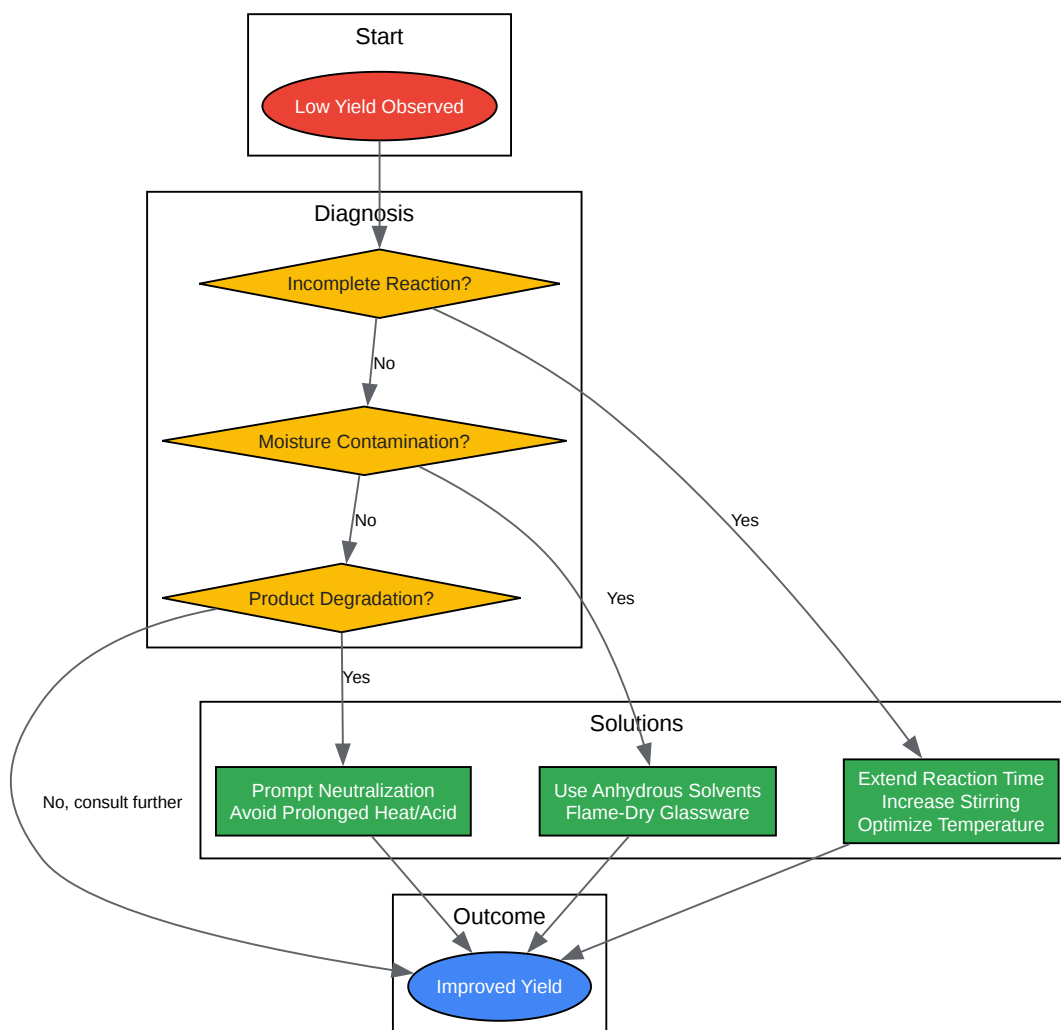 Start
Low Yield Observed
Diagnosis
Incomplete Reaction?
No
Moisture Contamination?
Yes
No
Product Degradation?
Yes
Yes
Solutions
Prompt Neutralization
Avoid Prolonged Heat/Acid
Use Anhydrous Solvents
Flame-Dry Glassware
Extend Reaction Time
Increase Stirring
Optimize Temperature
No, consult further
Outcome
Improved Yield